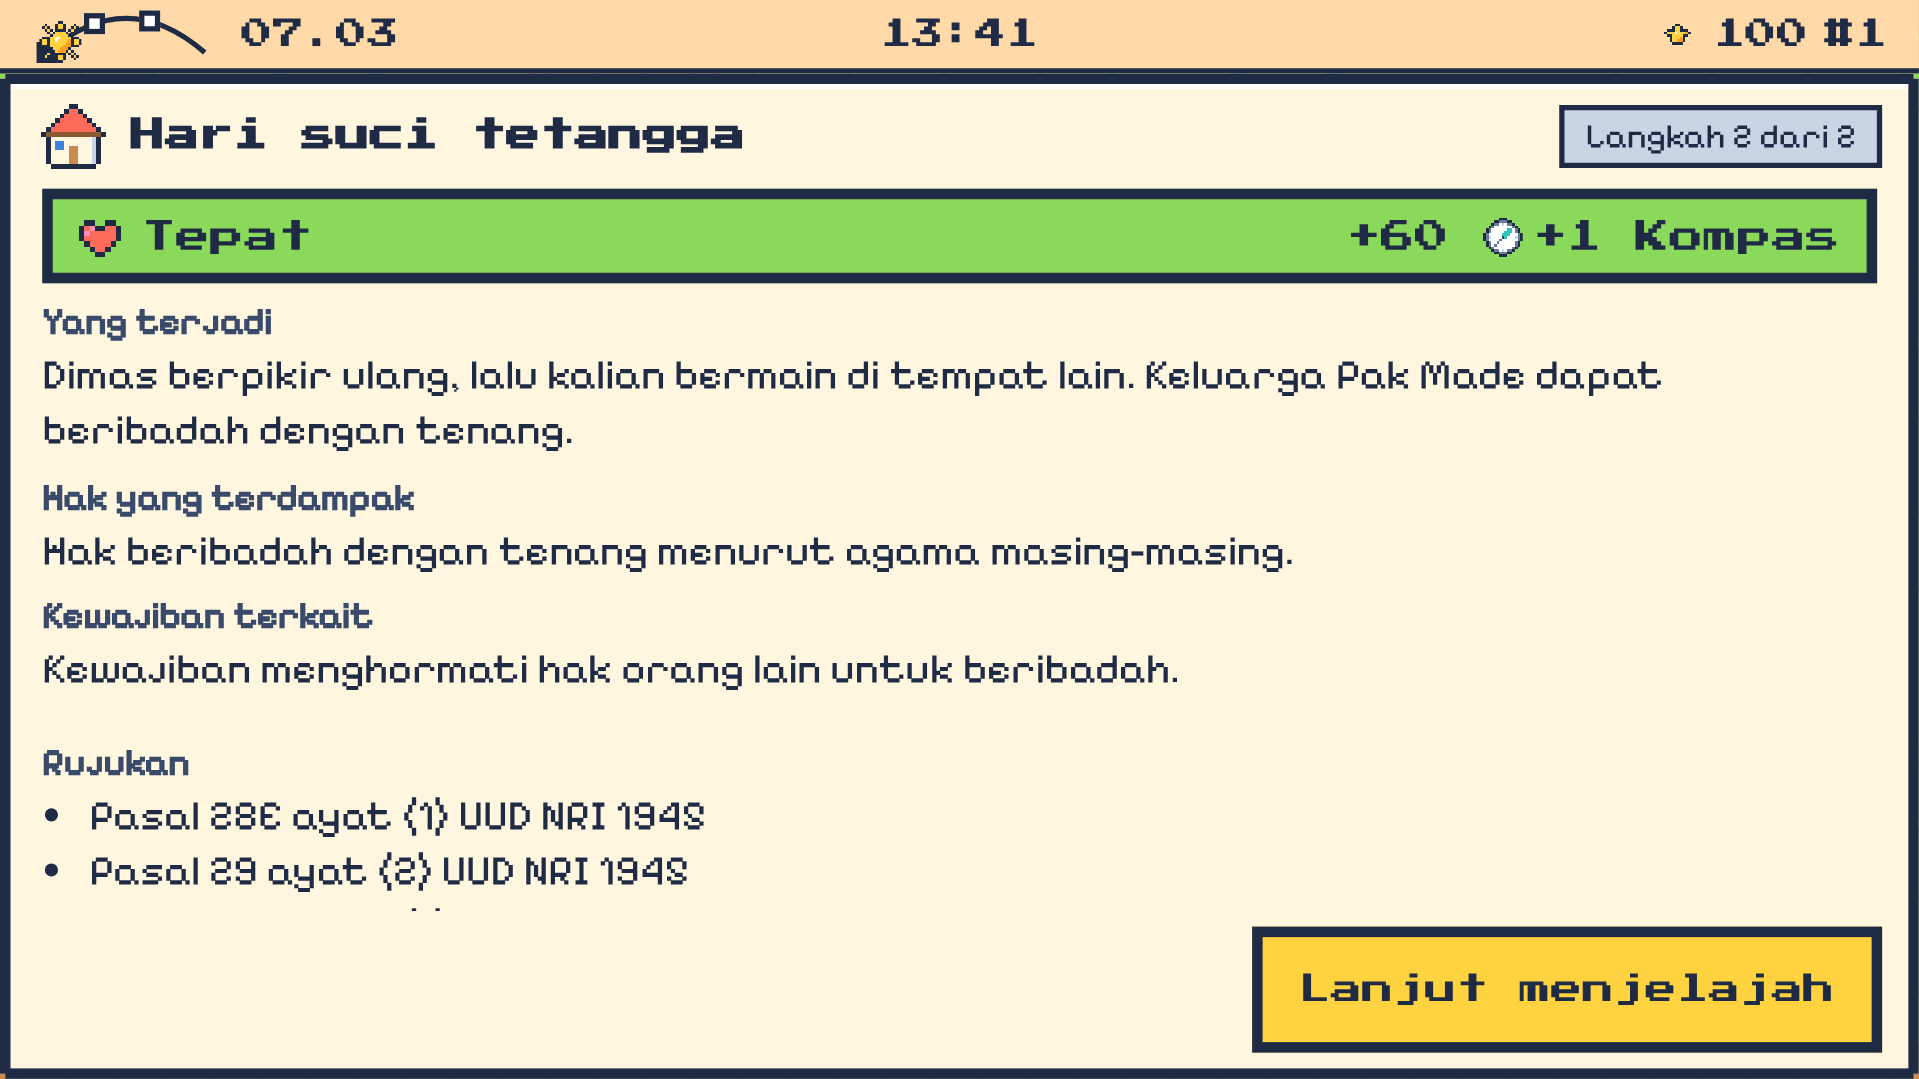 07.03
13:41
100 #1
Hari suci tetangga
Langkah 2 dari 2
Tepat
+60 +1 Kompas
Yang terjadi
Dimas berpikir ulang, lalu kalian bermain di tempat lain. Keluarga Pak Made dapat
beribadah dengan tenang.
Hak yang terdampak
Hak beribadah dengan tenang menurut agama masing-masing.
Kewajiban terkait
Kewajiban menghormati hak orang lain untuk beribadah.
Rujukan
• Pasal 28E ayat (1) UUD NRI 1945
• Pasal 29 ayat (2) UUD NRI 1945
Lanjut menjelajah